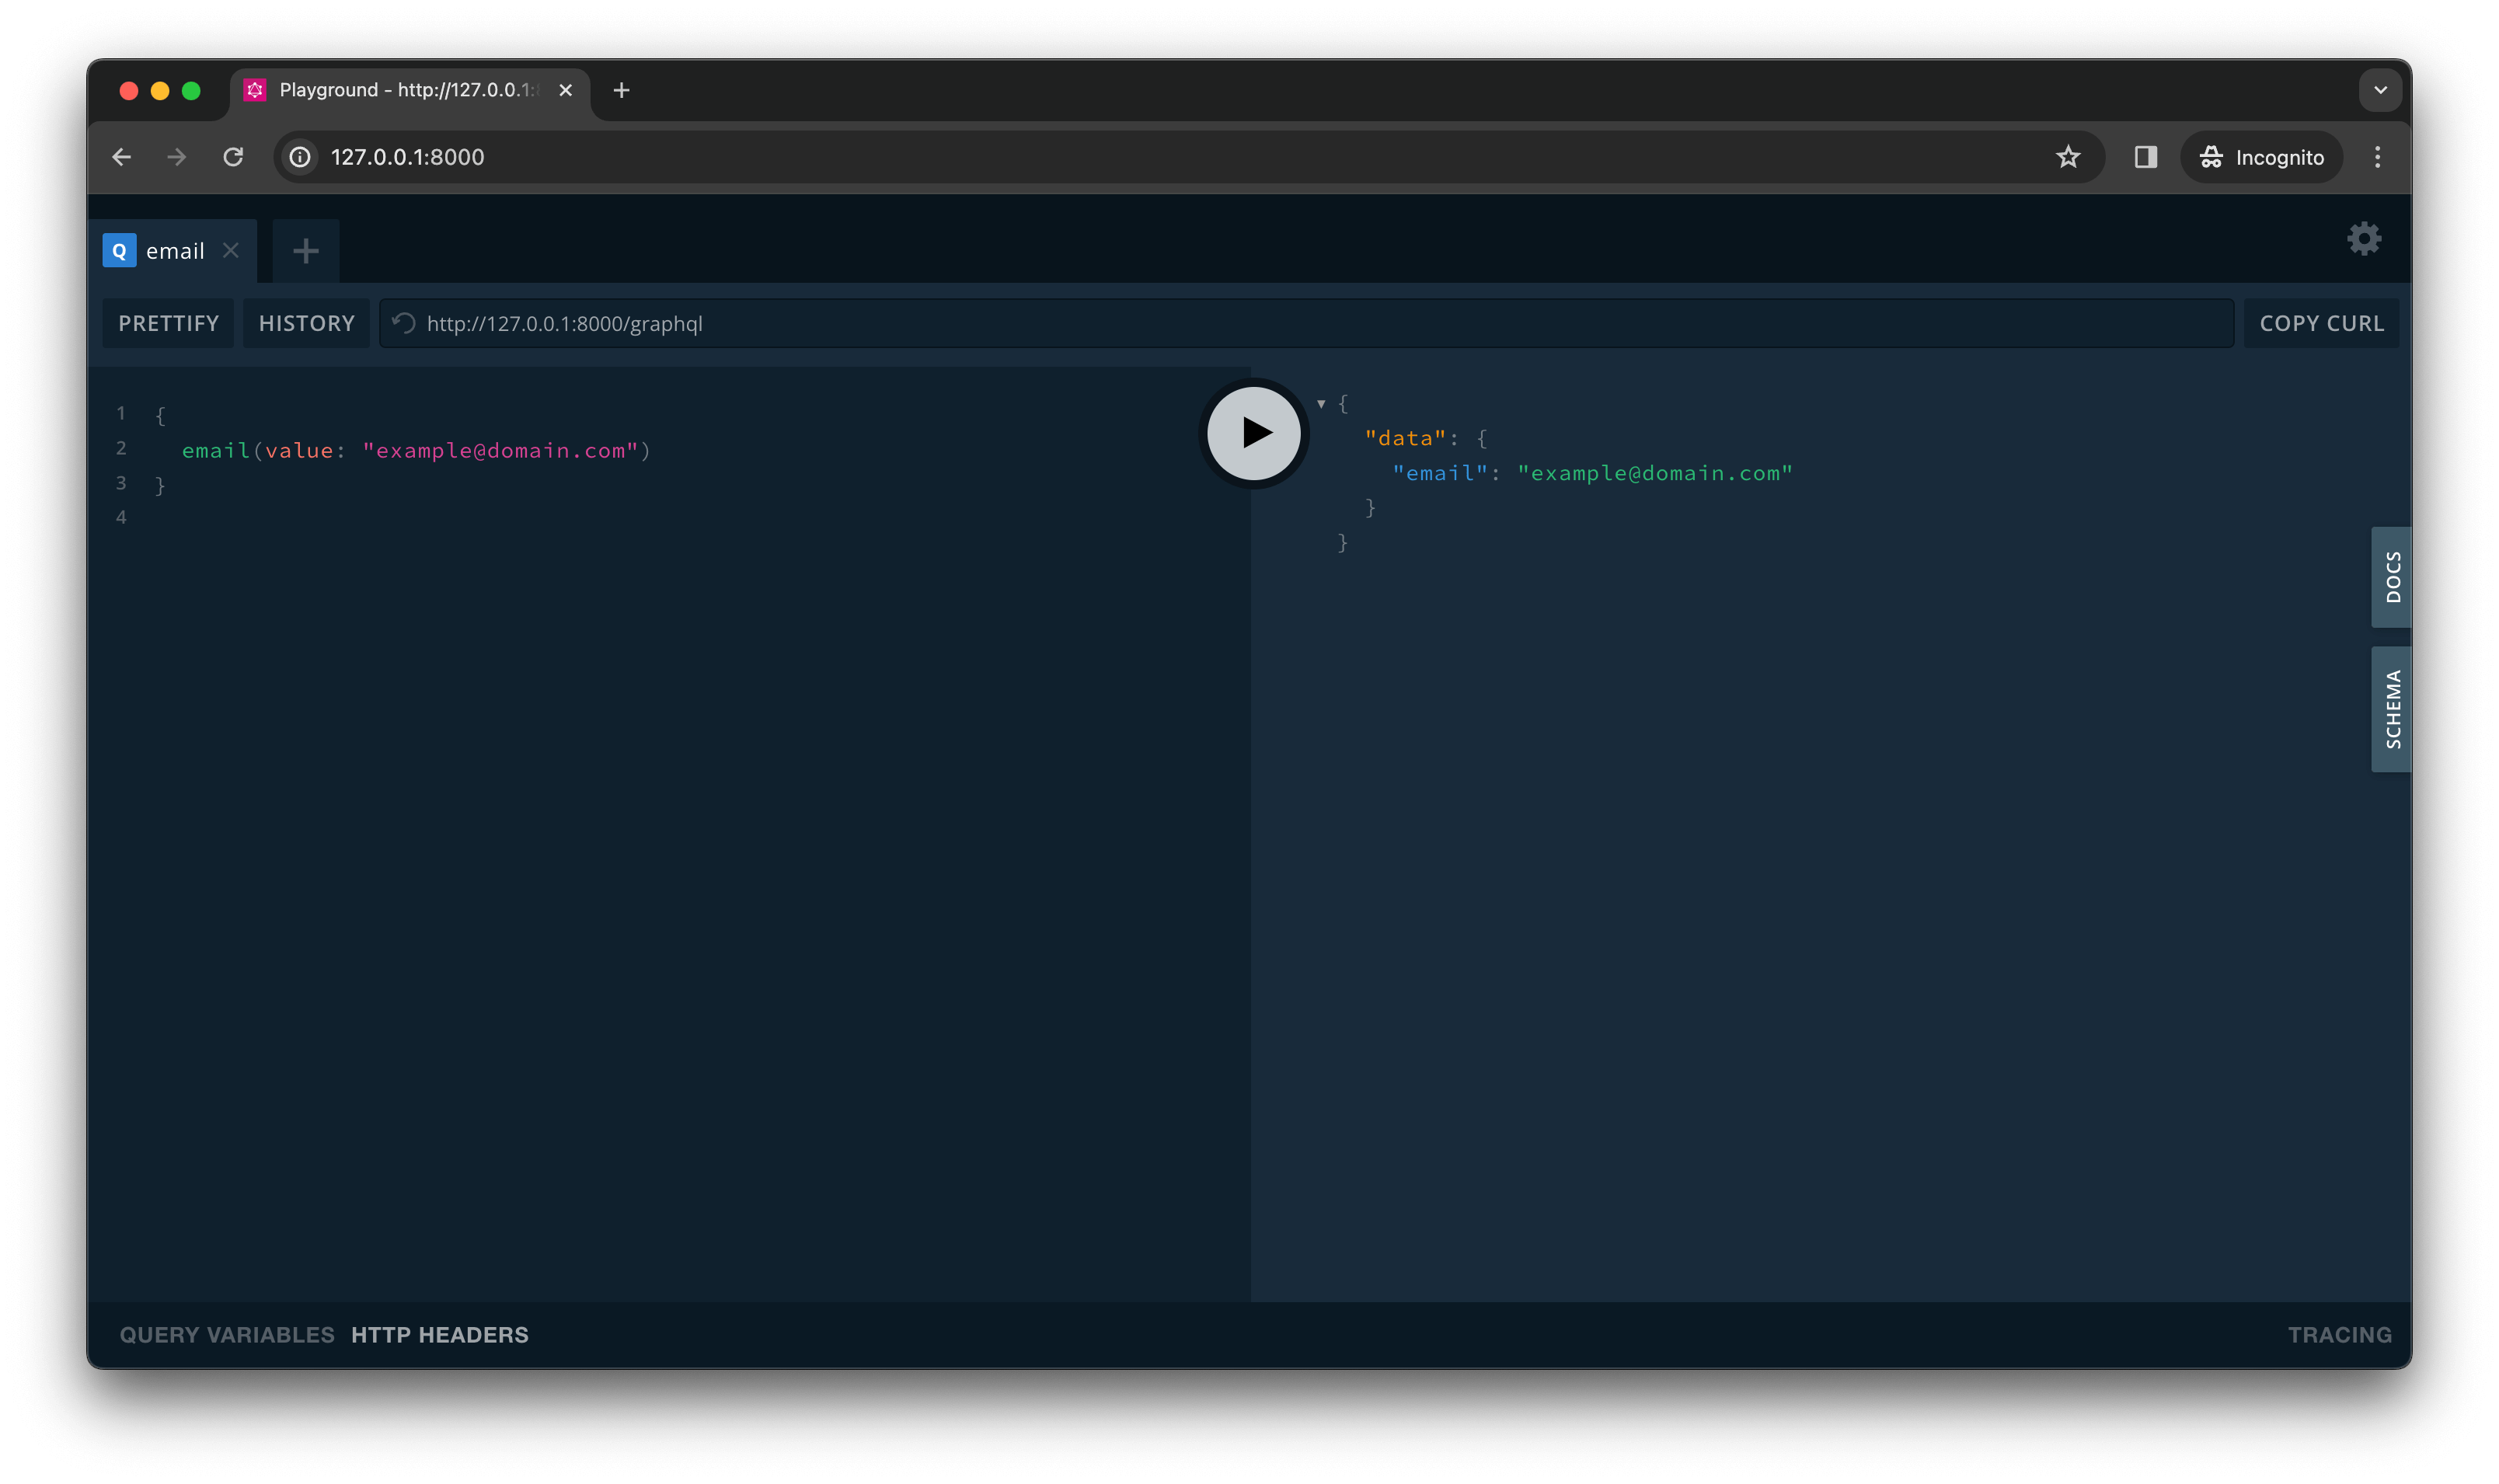 Playground - http://127.0.0.1:
127.0.0.1:8000
Incognito
Q email
PRETTIFY HISTORY http://127.0.0.1:8000/graphql COPY CURL
1 {
2 email(value: "example@domain.com")
3 }
4
{
"data": {
"email": "example@domain.com"
}
}
DOCS
SCHEMA
QUERY VARIABLES HTTP HEADERS TRACING